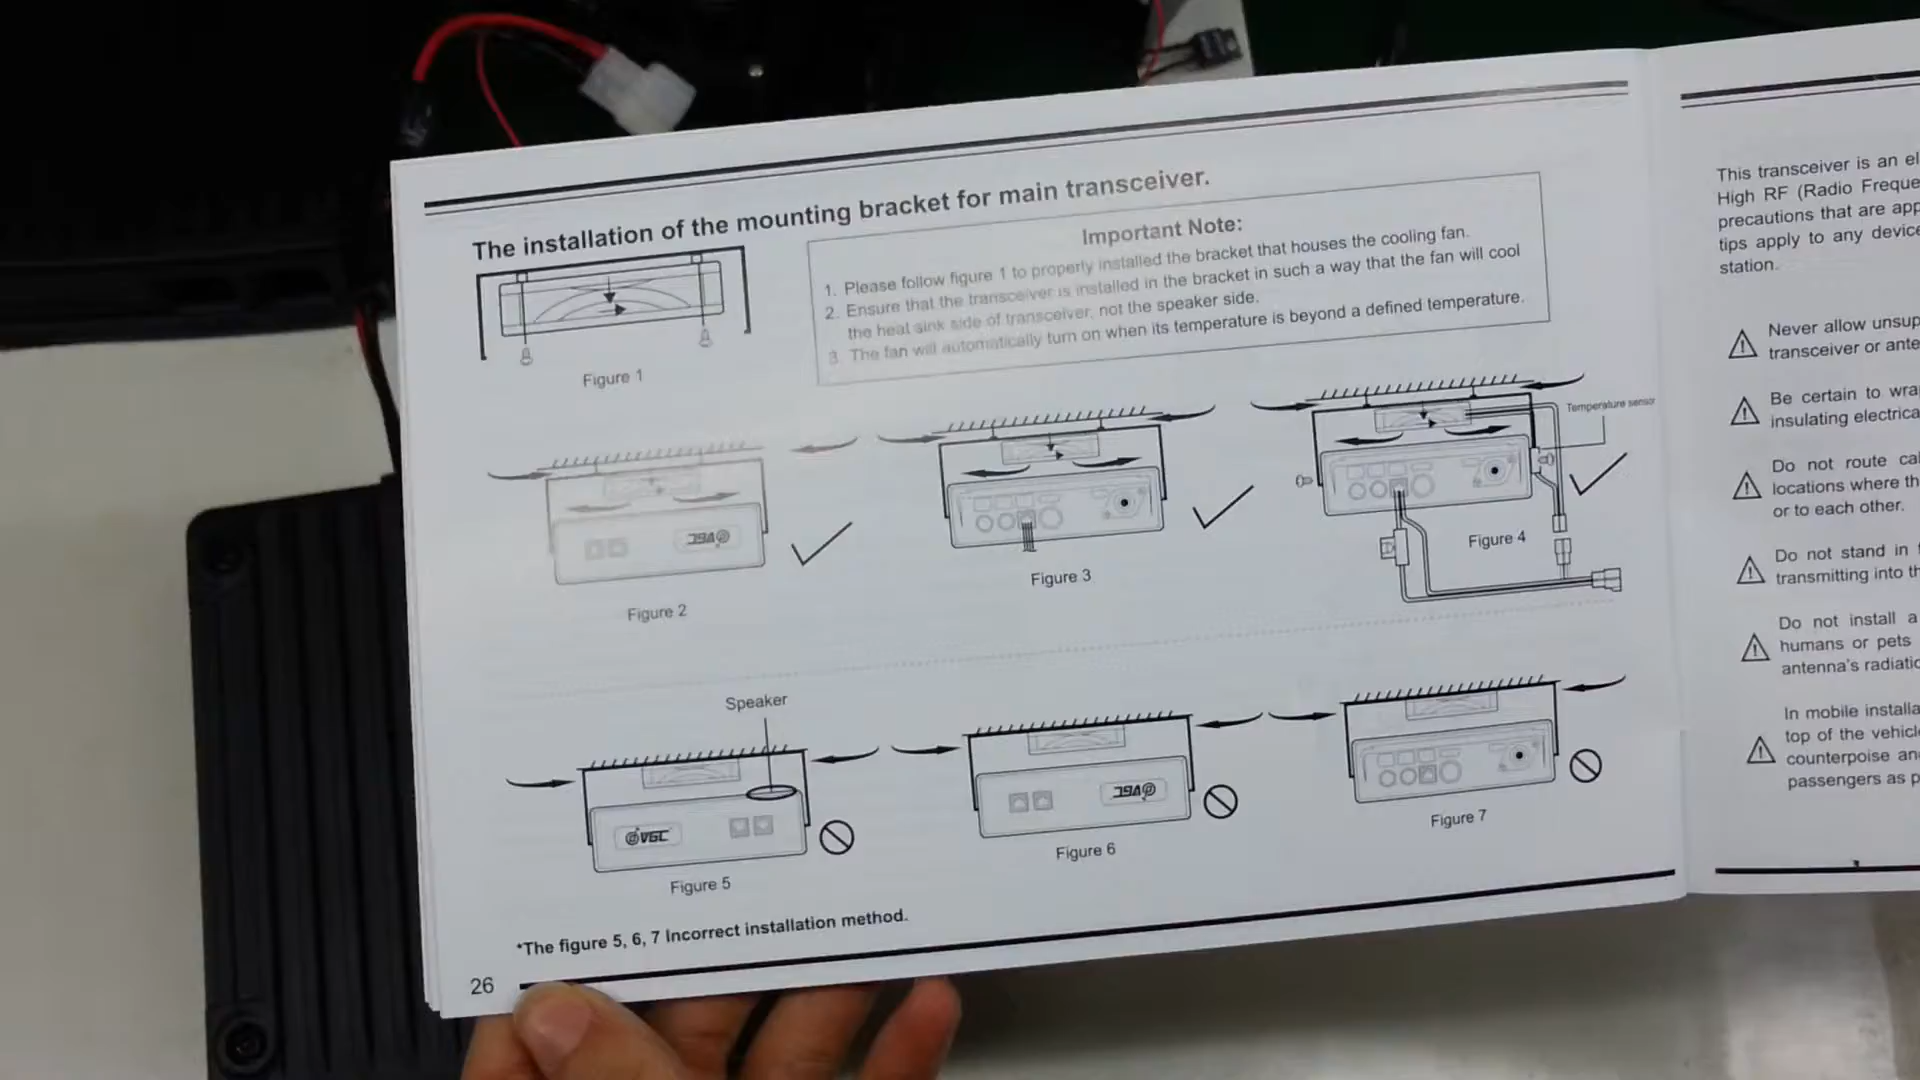 The installation of the mounting bracket for main transceiver.
Important Note:
1. Please follow figure 1 to properly installed the bracket that houses the cooling fan.
2. Ensure that the transceiver is installed in the bracket in such a way that the fan will cool
the heat sink side of transceiver, not the speaker side.
3. The fan will automatically turn on when its temperature is beyond a defined temperature.
Figure 1
Temperature sensor
VGC
Figure 2
Figure 3
Figure 4
Speaker
VGC
VGC
Figure 5
Figure 6
Figure 7
*The figure 5, 6, 7 Incorrect installation method.
26
This transceiver is an el
High RF (Radio Freque
precautions that are app
tips apply to any device
station.
Never allow unsup
transceiver or ante
Be certain to wra
insulating electrica
Do not route cal
locations where th
or to each other.
Do not stand in
transmitting into th
Do not install a
humans or pets
antenna's radiatio
In mobile installa
top of the vehicl
counterpoise an
passengers as p